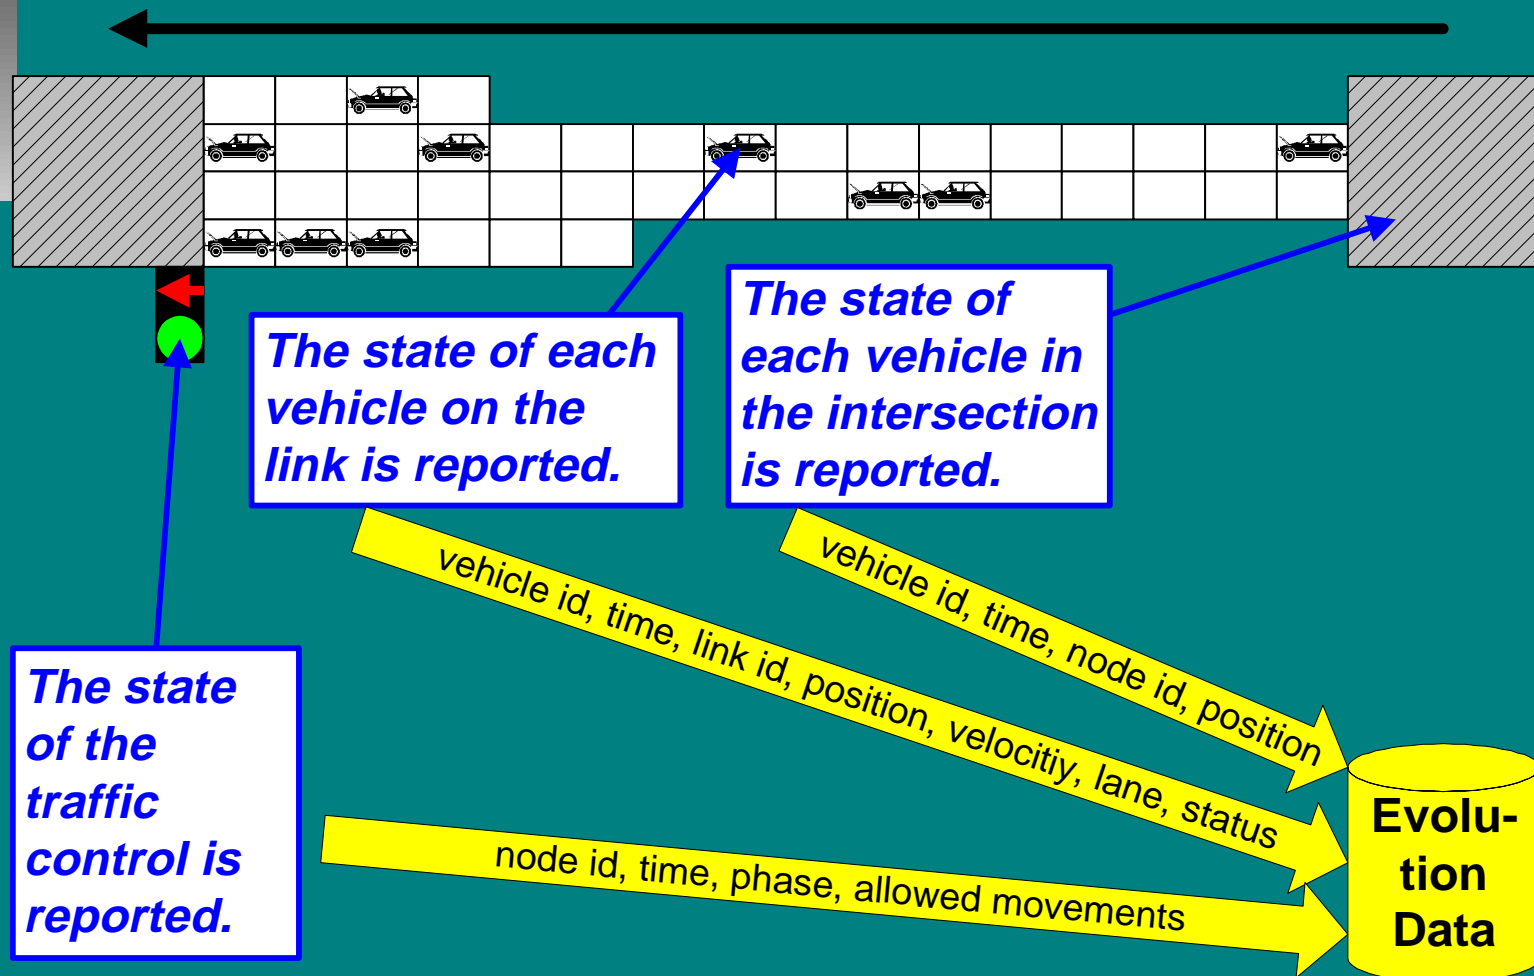 The state of each
vehicle on the
link is reported.
The state of
each vehicle in
the intersection
is reported.
The state
of the
traffic
control is
reported.
vehicle id, time, node id, position
vehicle id, time, link id, position, velocitiy, lane, status
node id, time, phase, allowed movements
Evolu-
tion
Data